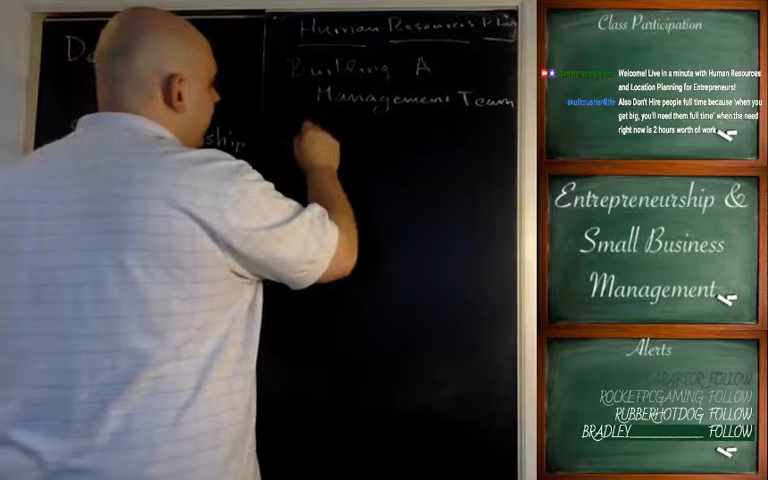 Human Resources
Building A
Management Team
Class Participation
Welcome! Live in a minute with Human Resources
and Location Planning for Entrepreneurs!
skullcrusher4life Also Don't Hire people full time because 'when you
get big, you'll need them full time' when the need
right now is 2 hours worth of work
Entrepreneurship &
Small Business
Management
Alerts
FOLLOW
ROCKETPCGAMING FOLLOW
RUBBERHOTDOG FOLLOW
BRADLEY____________ FOLLOW